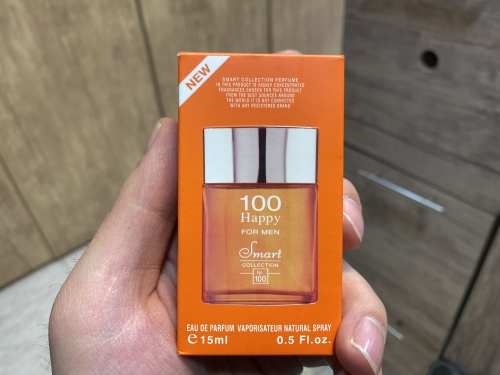 NEW
SMART COLLECTION PERFUME
IN THIS PRODUCT IS HIGHLY CONCENTRATED
FRAGRANCES CHOSEN FOR THIS PRODUCT
FROM THE BEST SOURCES AROUND
THE WORLD IT IS NOT CONNECTED
WITH ANY REGISTERED BRAND
100
Happy
FOR MEN
Smart
COLLECTION
No.
100
EAU DE PARFUM VAPORISATEUR NATURAL SPRAY
℮15ml 0.5 Fl.oz.